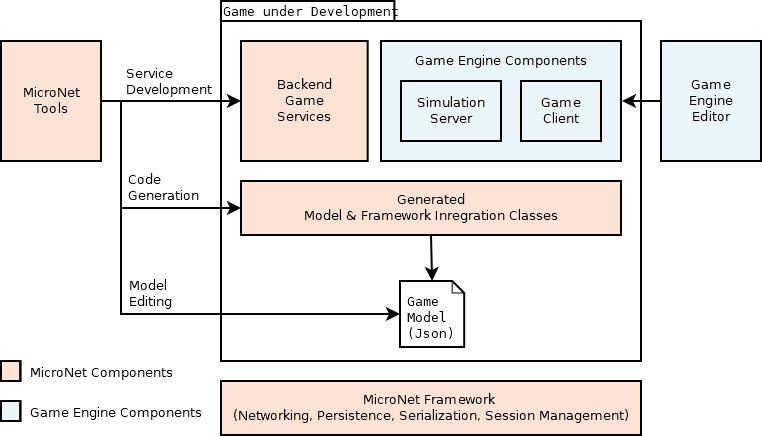 Game under Development
MicroNet
Tools
Service
Development
Backend
Game
Services
Game Engine Components
Simulation
Server
Game
Client
Game
Engine
Editor
Code
Generation
Generated
Model & Framework Inregration Classes
Model
Editing
Game
Model
(Json)
MicroNet Components
Game Engine Components
MicroNet Framework
(Networking, Persistence, Serialization, Session Management)